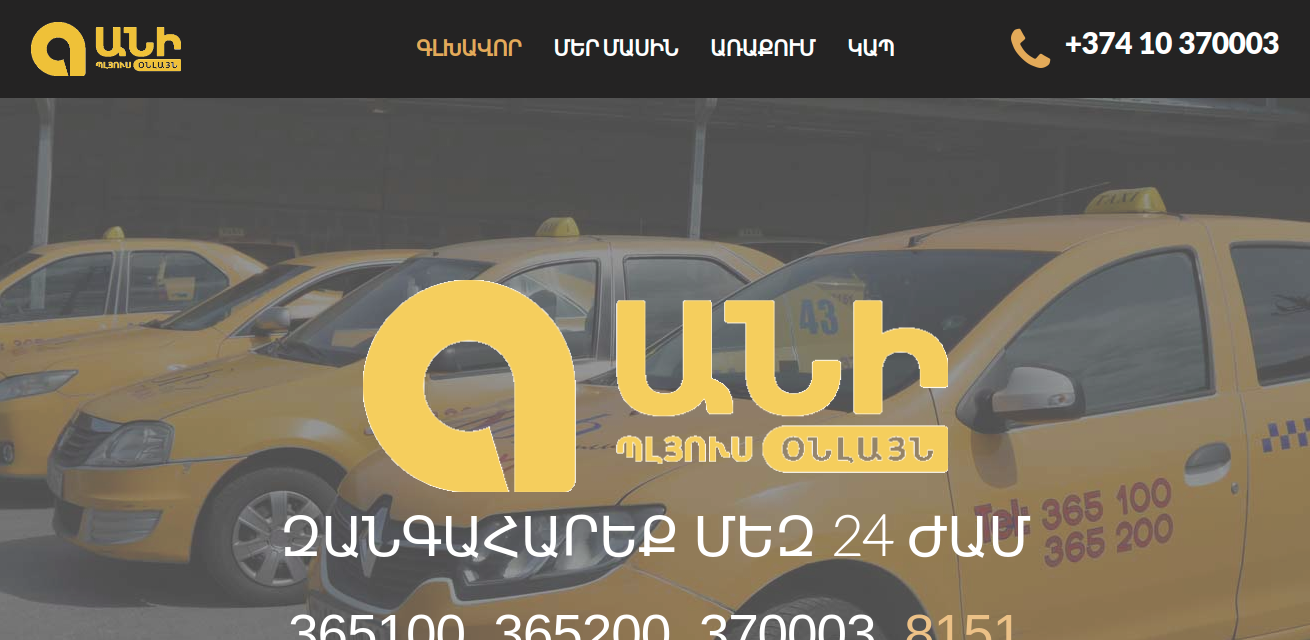 ԱՆԻ
ՊԼՅՈՒՍ ՕՆԼԱՅՆ
ԳԼԽԱՎՈՐ ՄԵՐ ՄԱՍԻՆ ԱՌԱՔՈՒՄ ԿԱՊ
+374 10 370003
TAXI
43
ԱՆԻ
ՊԼՅՈՒՍ ՕՆԼԱՅՆ
Tel: 365 100
365 200
ԶԱՆԳԱՀԱՐԵՔ ՄԵԶ 24 ԺԱՄ
365100 365200 370003 8151